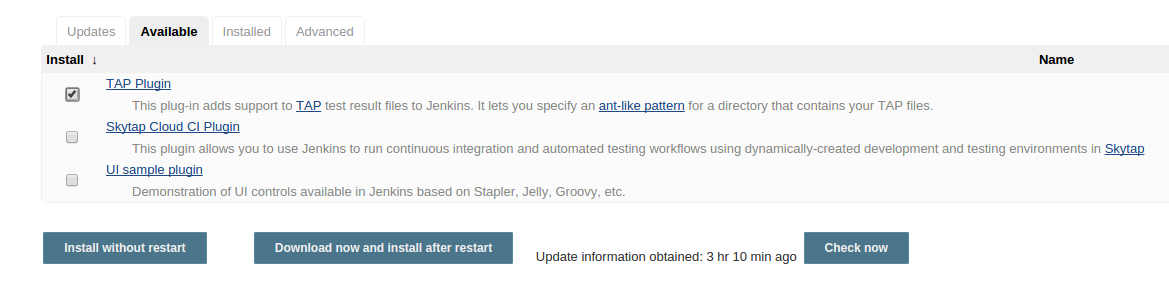 Updates Available Installed Advanced
Install ↓ Name
TAP Plugin
This plug-in adds support to TAP test result files to Jenkins. It lets you specify an ant-like pattern for a directory that contains your TAP files.
Skytap Cloud CI Plugin
This plugin allows you to use Jenkins to run continuous integration and automated testing workflows using dynamically-created development and testing environments in Skytap
UI sample plugin
Demonstration of UI controls available in Jenkins based on Stapler, Jelly, Groovy, etc.
Install without restart Download now and install after restart Update information obtained: 3 hr 10 min ago Check now